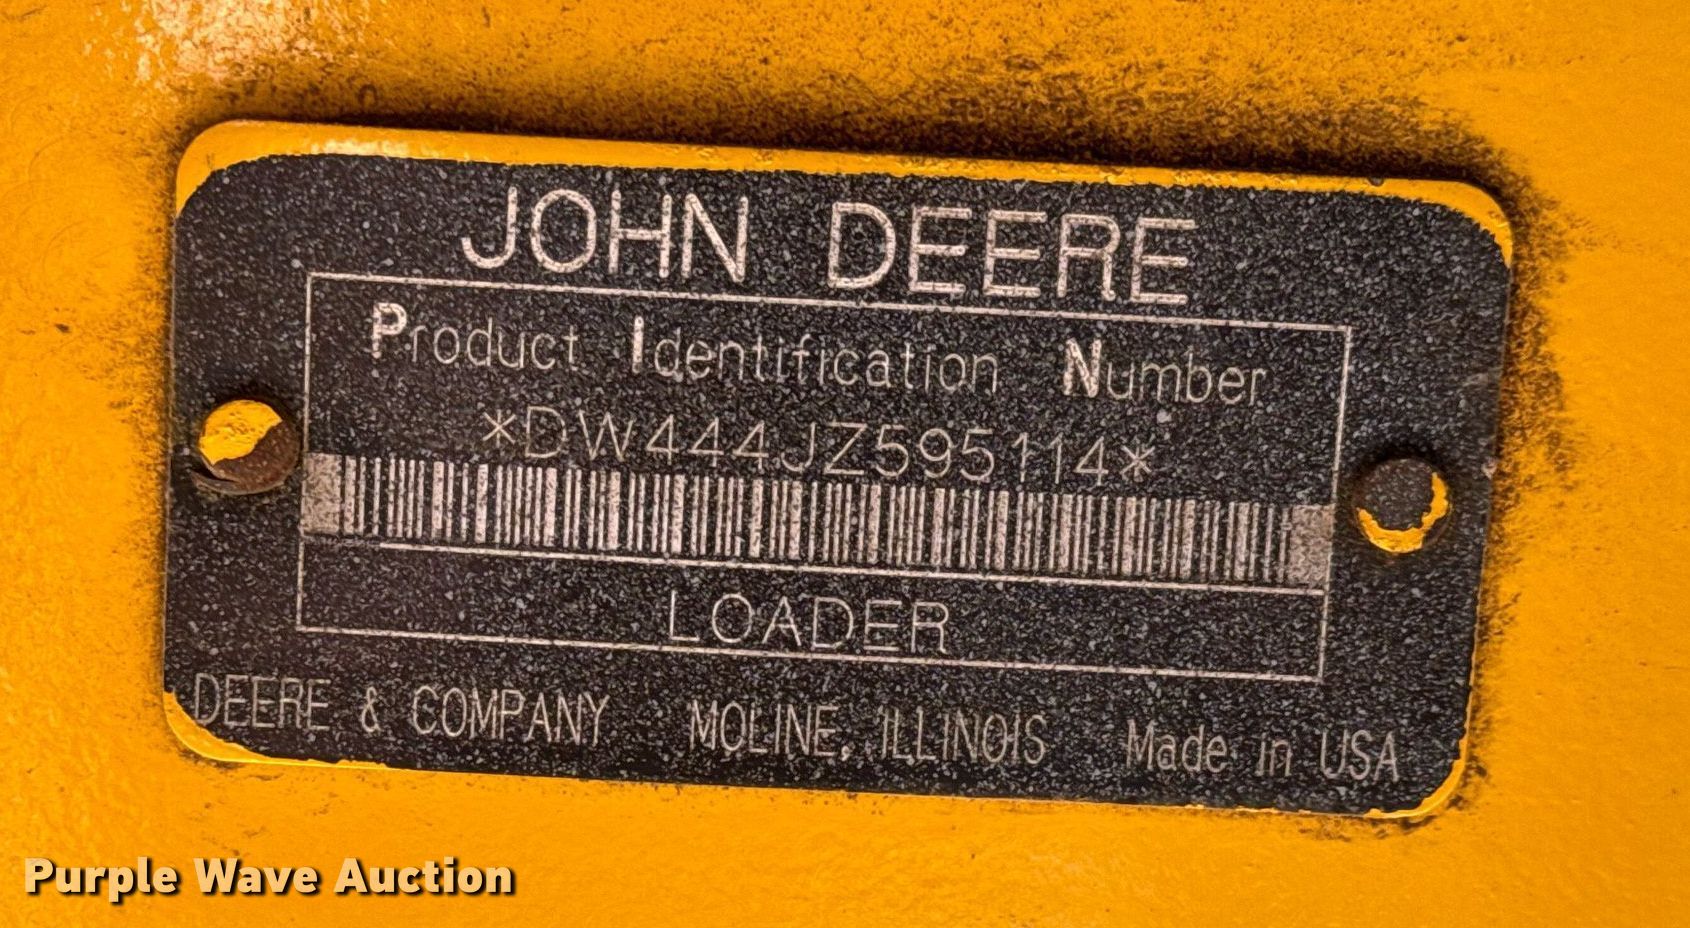 JOHN DEERE
Product Identification Number
*DW444JZ595114*
LOADER
DEERE & COMPANY MOLINE, ILLINOIS Made in USA
Purple Wave Auction